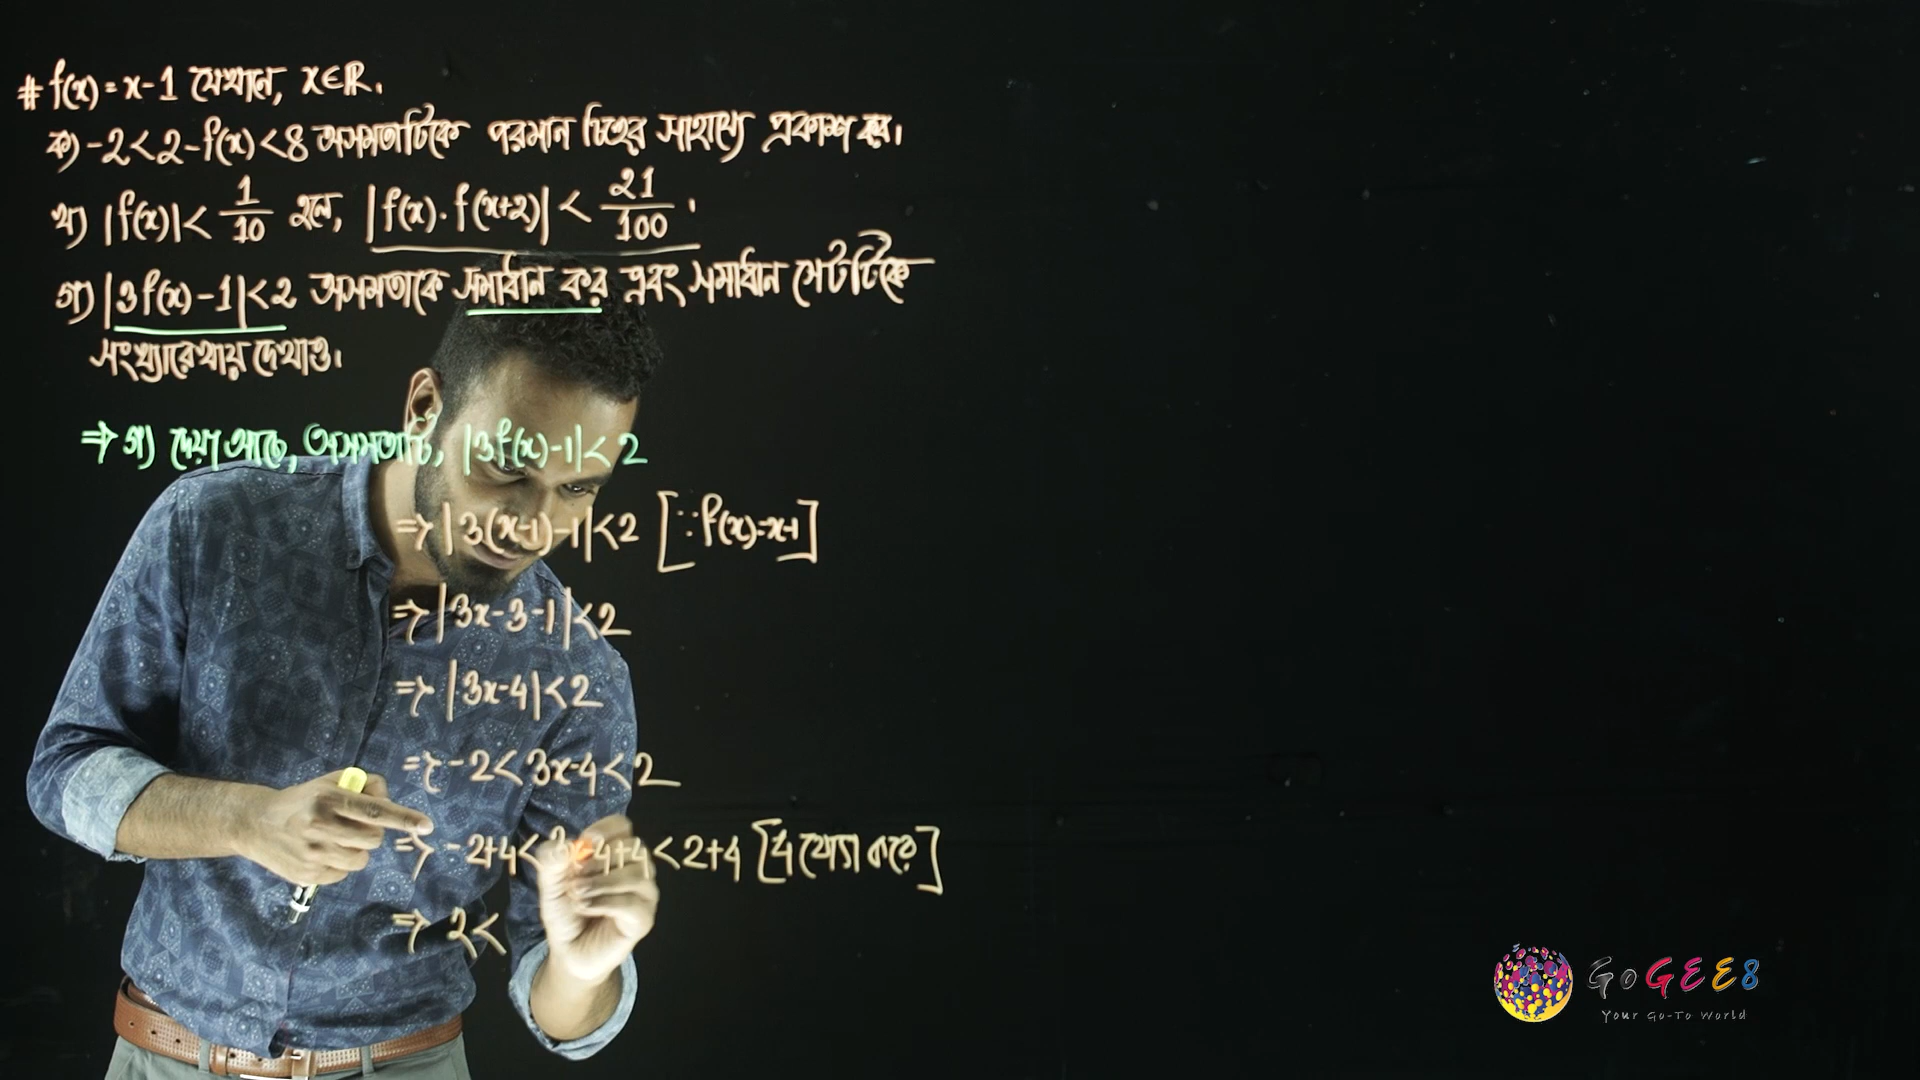 # f(x) = x-1 যেখানে, x∈ℝ.
ক) -2<2-f(x)<8 অসমতাটিকে পরমান চিহ্নের সাহায্যে প্রকাশ কর।
খ) |f(x)| < 1/10 হলে, |f(x).f(x+2)| < 21/100 .
গ) |3f(x)-1|<2 অসমতাকে সমাধান কর এবং সমাধান সেটটিকে
সংখ্যারেখায় দেখাও।
⇒ গ) দেয়া আছে, অসমতাটি, |3f(x)-1|<2
⇒ |3(x-1)-1|<2 [∵f(x)=x-1]
⇒ |3x-3-1|<2
⇒ |3x-4|<2
⇒ -2<3x-4<2
⇒ -2+4<3x-4+4<2+4 [4 যোগ করে]
⇒ 2<
GOGEE8
Your Go-To World